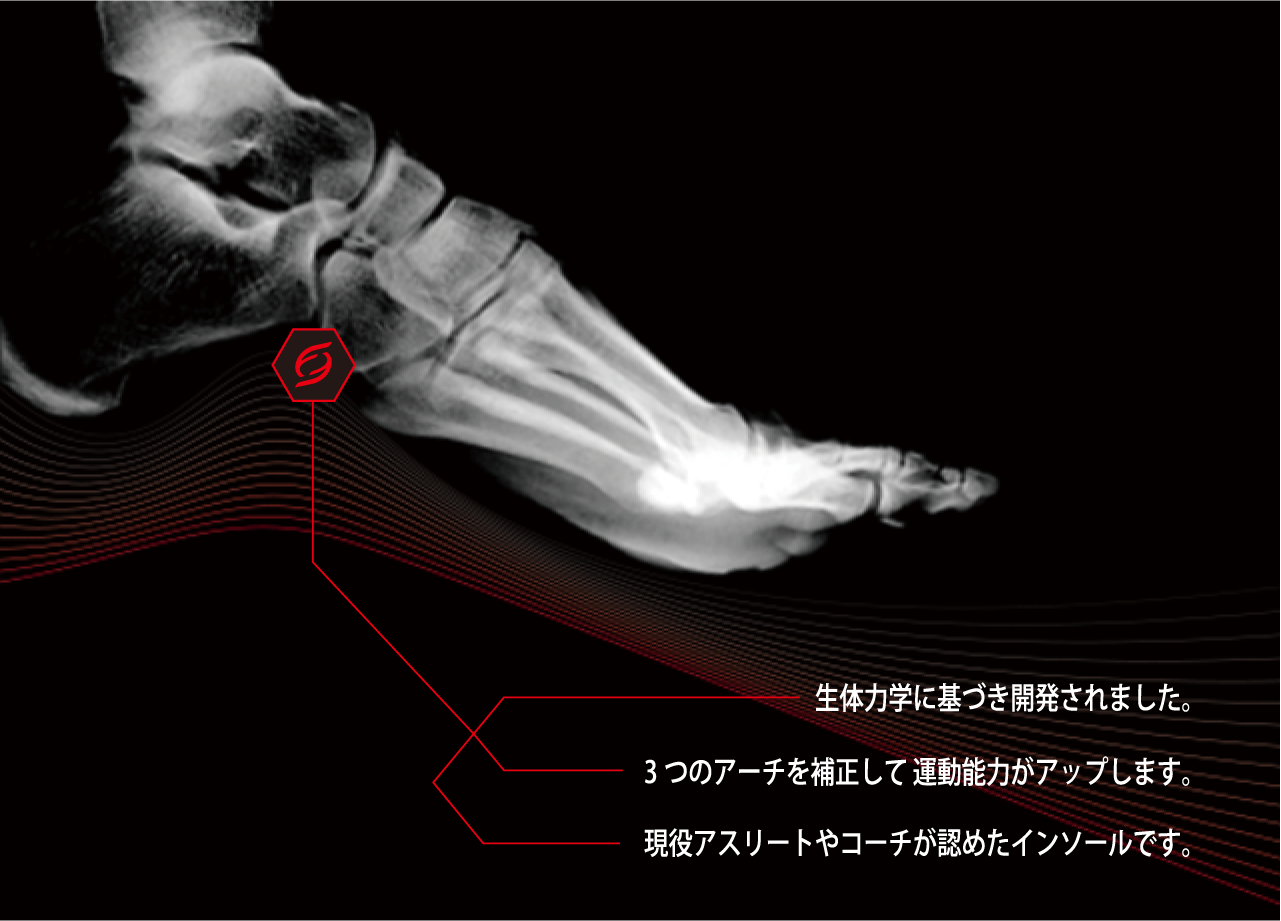 生体力学に基づき開発されました。
3つのアーチを補正して 運動能力がアップします。
現役アスリートやコーチが認めたインソールです。